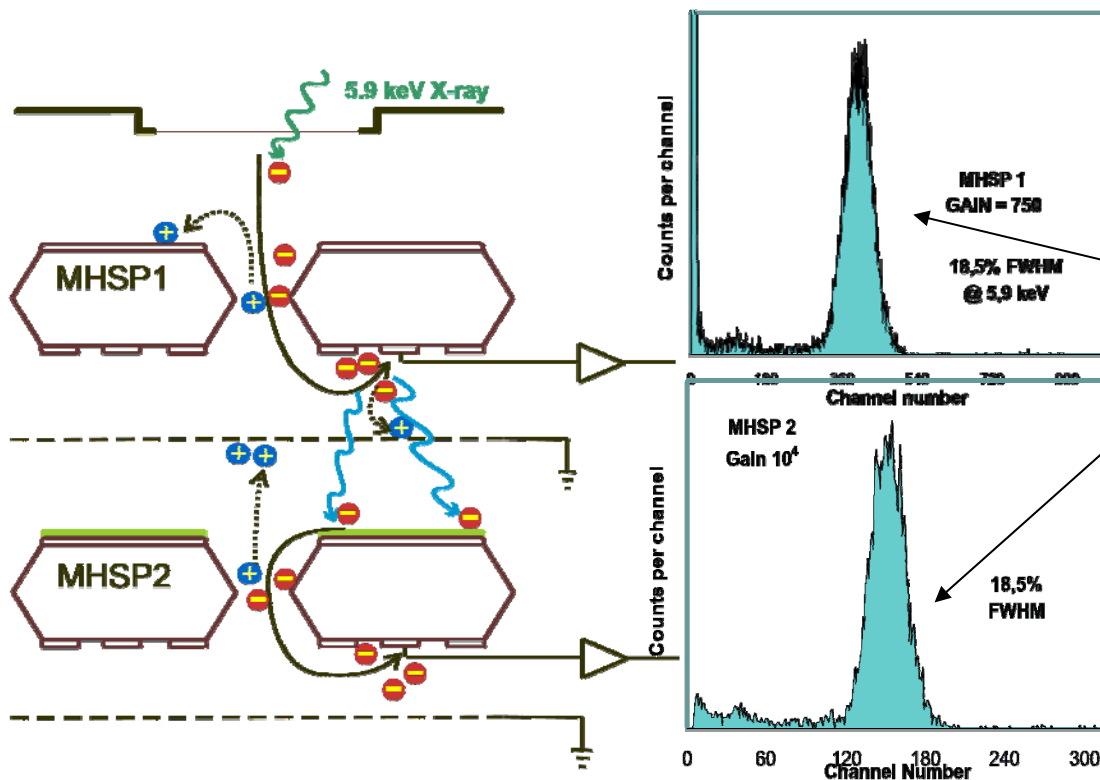 5.9 keV X-ray
MHSP1
MHSP2
Counts per channel
MHSP 1
GAIN = 750
18,5% FWHM
@ 5,9 keV
0
Channel number
Counts per channel
MHSP 2
Gain 10⁴
18,5%
FWHM
0 60 120 180 240 300
Channel Number